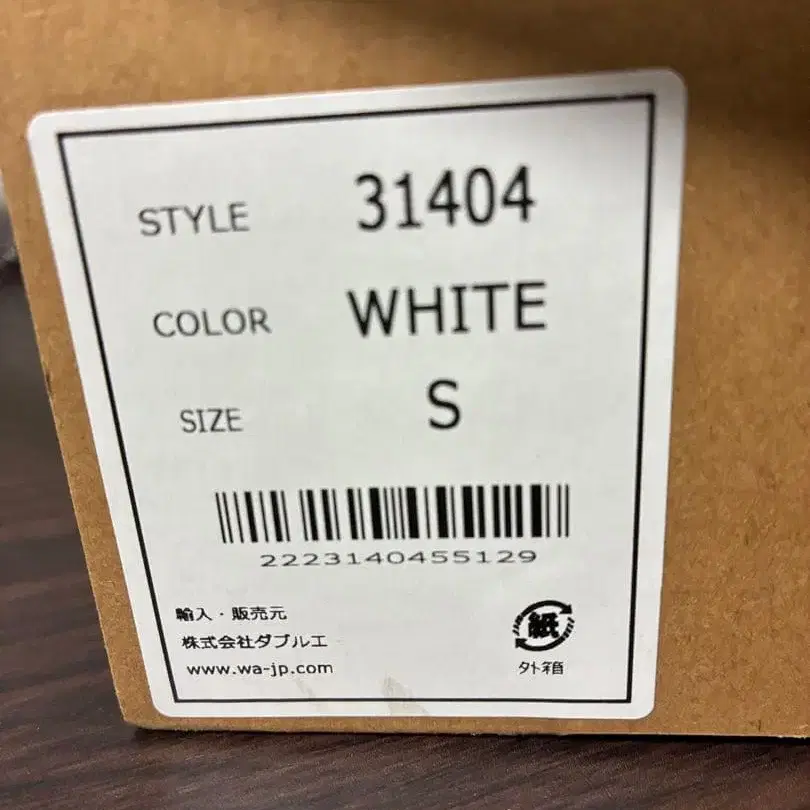 STYLE 31404
COLOR WHITE
SIZE S
2223140455129
輸入・販売元
株式会社ダブルエ
www.wa-jp.com
紙
外箱